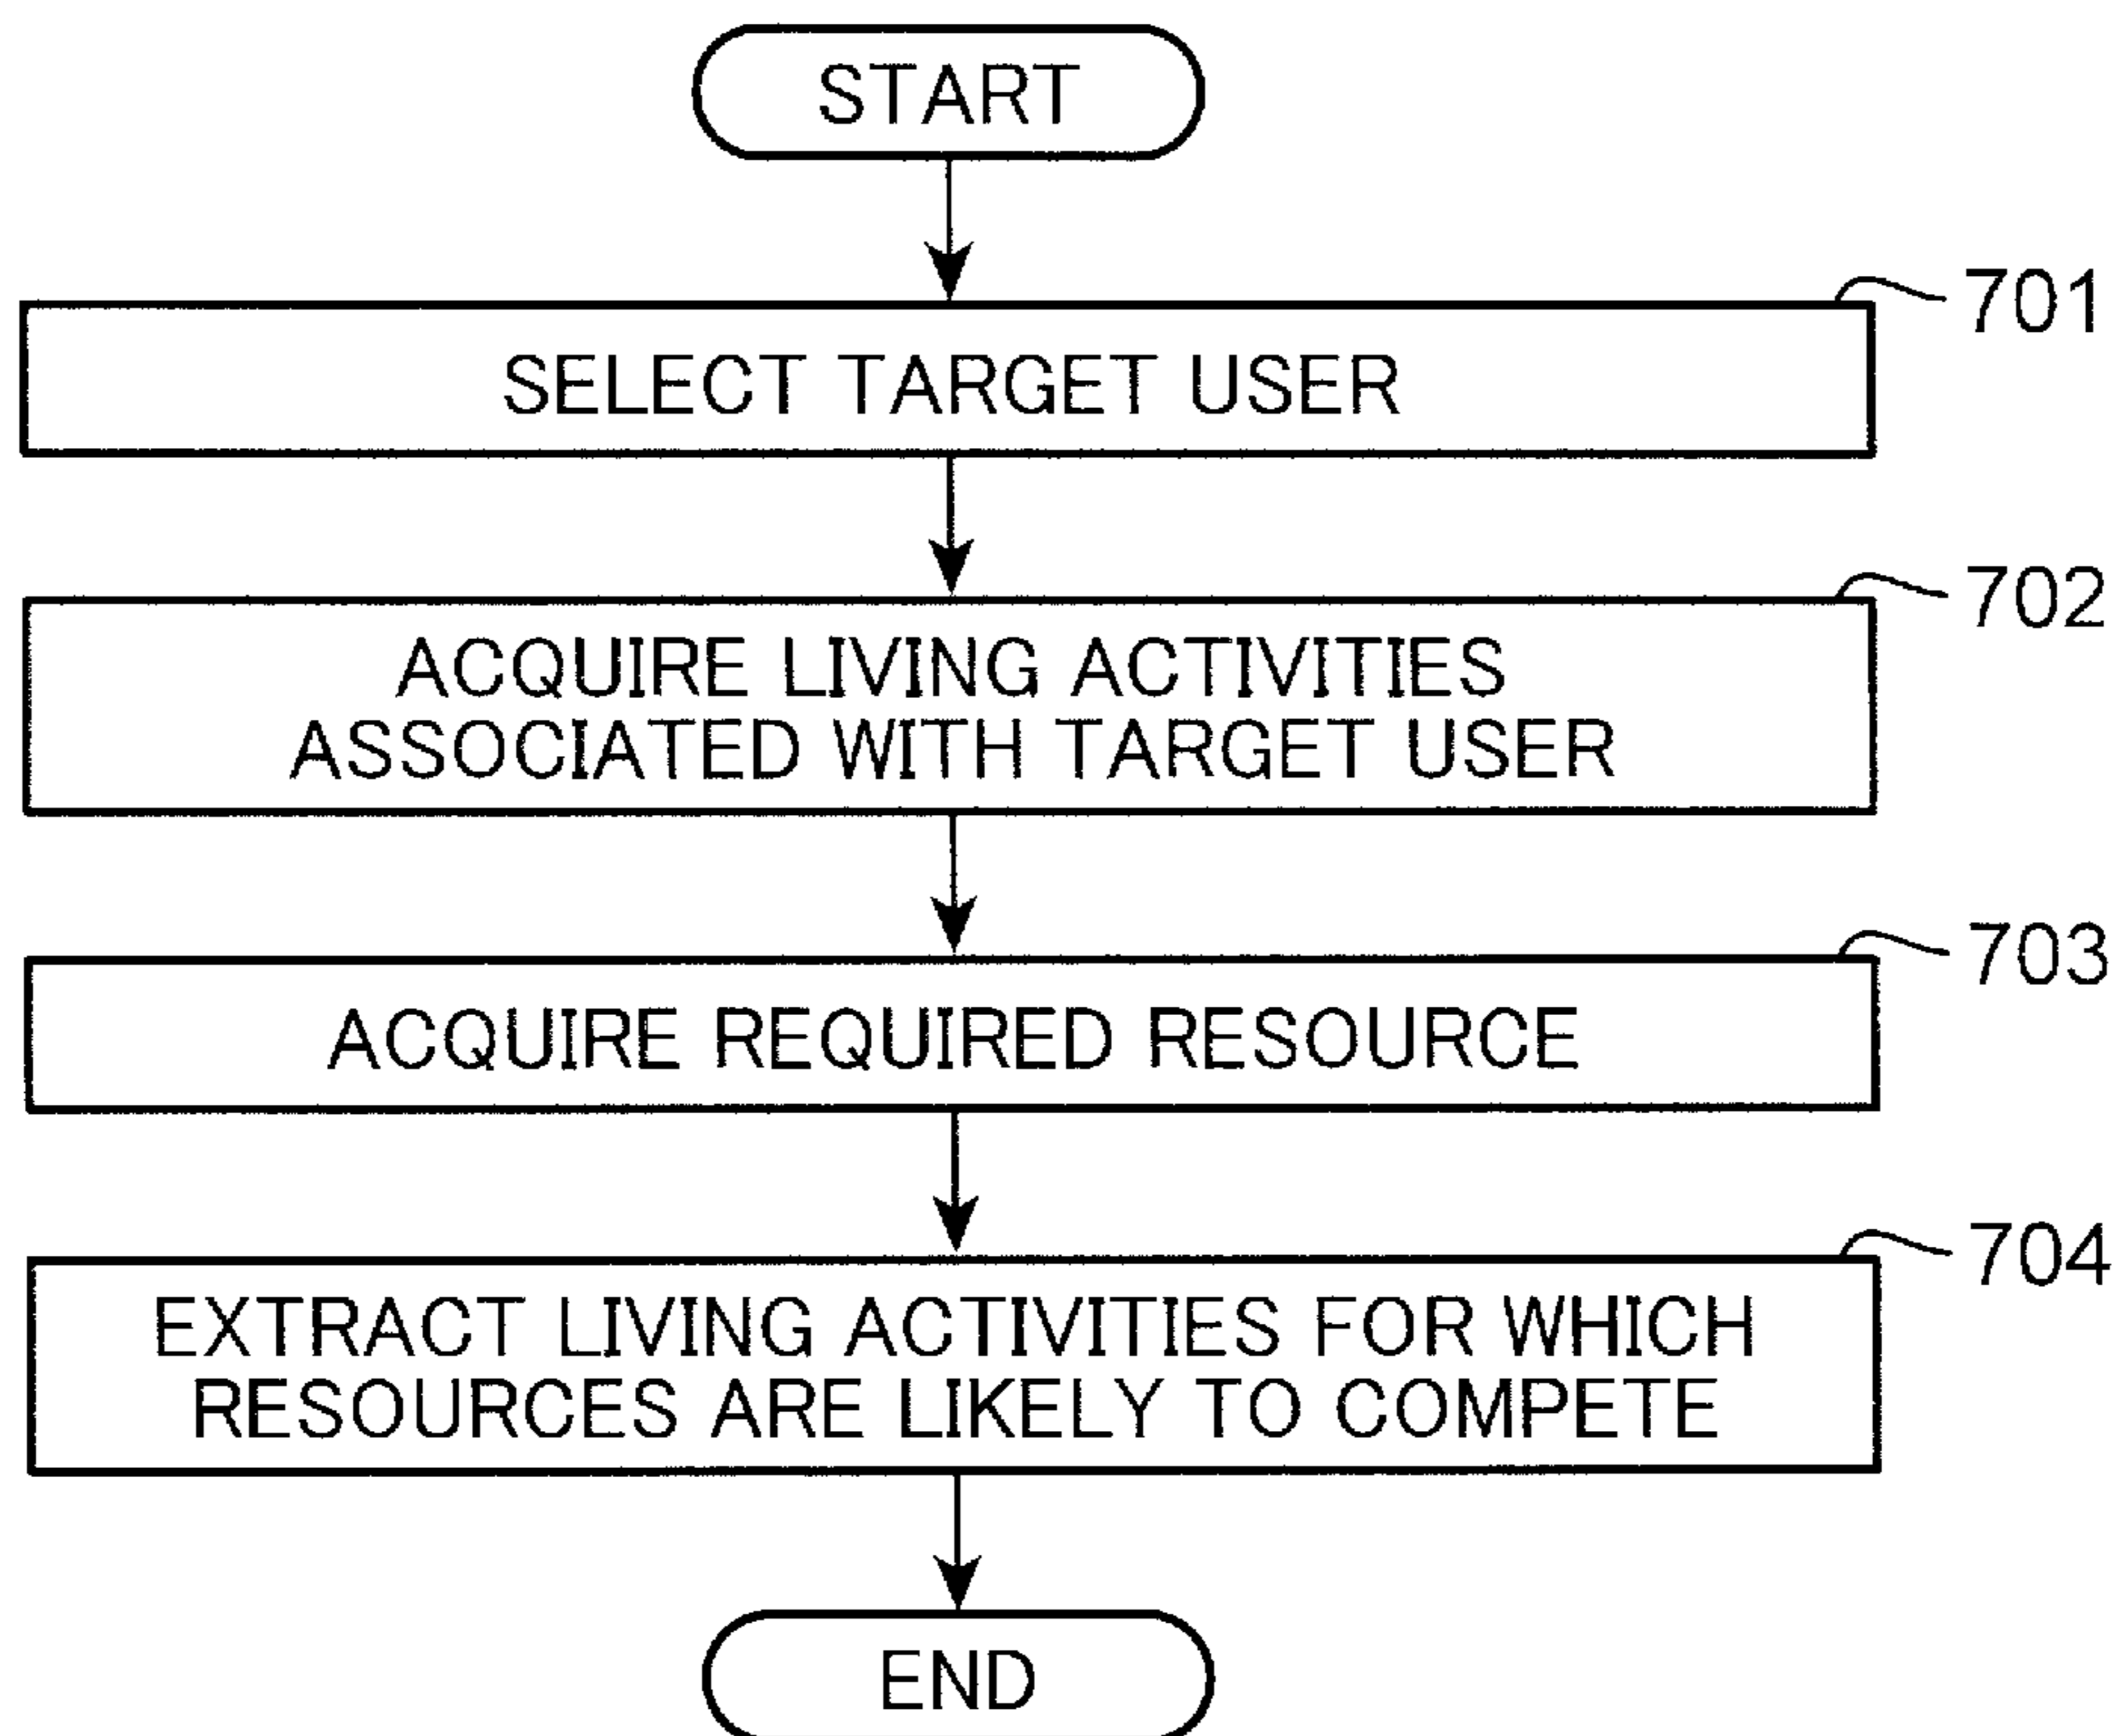 START
701
SELECT TARGET USER
702
ACQUIRE LIVING ACTIVITIES
ASSOCIATED WITH TARGET USER
703
ACQUIRE REQUIRED RESOURCE
704
EXTRACT LIVING ACTIVITIES FOR WHICH
RESOURCES ARE LIKELY TO COMPETE
END